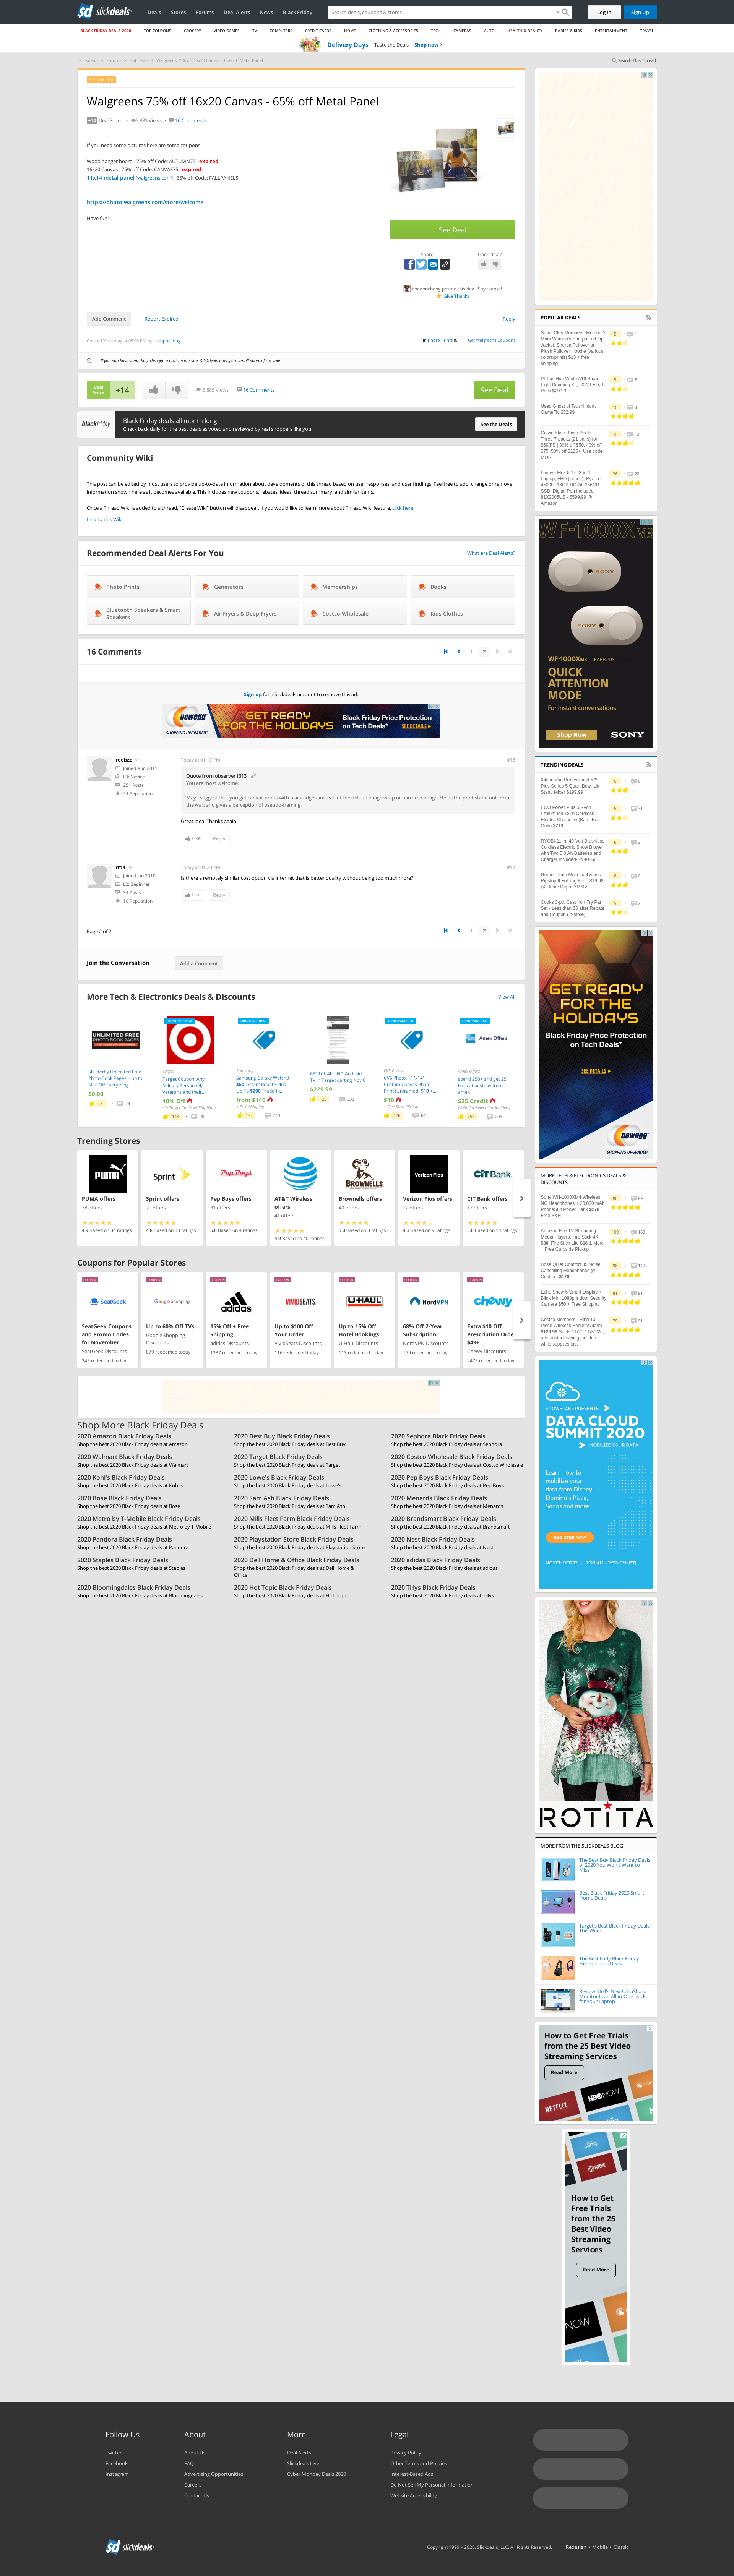 slickdeals
Deals Stores Forums Deal Alerts News Black Friday
Search Deals, coupons & stores
Log In Sign Up
BLACK FRIDAY DEALS 2020 TOP COUPONS GROCERY VIDEO GAMES TV COMPUTERS CREDIT CARDS HOME CLOTHING & ACCESSORIES TECH CAMERAS AUTO HEALTH & BEAUTY BABIES & KIDS ENTERTAINMENT TRAVEL
Delivery Days Taste the Deals Shop now
Slickdeals Forums Hot Deals Walgreens 75% off 16x20 Canvas - 65% off Metal Panel
Search This Thread
POPULAR DEAL
Walgreens 75% off 16x20 Canvas - 65% off Metal Panel
+14 Deal Score 5,885 Views 16 Comments
If you need some pictures here are some coupons:
Wood hanger board - 75% off Code: AUTUMN75 - expired
16x20 Canvas - 75% off Code: CANVAS75 - expired
11x14 metal panel [walgreens.com] - 65% off Code: FALLPANELS
https://photo.walgreens.com/store/welcome
Have fun!
See Deal
Share Good deal?
cheapnchong posted this deal. Say thanks!
Give Thanks
Add Comment Report Expired Reply
Created Yesterday at 05:06 PM by cheapnchong
in Photo Prints Get Walgreens Coupons
If you purchase something through a post on our site, Slickdeals may get a small share of the sale.
Deal Score +14 5,885 Views 16 Comments See Deal
blackfriday
Black Friday deals all month long!
Check back daily for the best deals as voted and reviewed by real shoppers like you.
See the Deals
Community Wiki
This post can be edited by most users to provide up-to-date information about developments of this thread based on user responses, and user findings. Feel free to add, change or remove
information shown here as it becomes available. This includes new coupons, rebates, ideas, thread summary, and similar items.
Once a Thread Wiki is added to a thread, "Create Wiki" button will disappear. If you would like to learn more about Thread Wiki feature, click here.
Link to this Wiki
Recommended Deal Alerts For You
What are Deal Alerts?
Photo Prints Generators Memberships Books
Bluetooth Speakers & Smart Speakers Air Fryers & Deep Fryers Costco Wholesale Kids Clothes
16 Comments
1 2
Sign up for a Slickdeals account to remove this ad.
newegg
SHOPPING UPGRADED
GET READY FOR THE HOLIDAYS
Black Friday Price Protection on Tech Deals*
SEE DETAILS
reebzz
Joined Aug 2011
L3: Novice
251 Posts
44 Reputation
Today at 01:17 PM #16
Quote from observer1313
You are most welcome.
May I suggest that you get canvas prints with black edges, instead of the default image wrap or mirrored image. Helps the print stand out from
the wall, and gives a perception of pseudo-framing.
Great idea! Thanks again!
Like Reply
rr14
Joined Jan 2010
L2: Beginner
34 Posts
10 Reputation
Today at 01:20 PM #17
Is there a remotely similar cost option via internet that is better quality without being too much more?
Like Reply
Page 2 of 2
1 2
Join the Conversation Add a Comment
More Tech & Electronics Deals & Discounts View All
UNLIMITED FREE PHOTO BOOK PAGES
Shutterfly Unlimited Free
Photo Book Pages + up to
50% Off Everything
$0.00
8 24
FRONTPAGE DEAL
Target
Target Coupon: Any
Military Personnel,
Veterans and their...
10% Off
via Target Circle w/ Eligibility
148 98
FRONTPAGE DEAL
Samsung
Samsung Galaxy Watch3 -
$60 Instant Rebate Plus
Up To $200 Trade-In...
from $140
+ Free Shipping
132 413
65" TCL 4k UHD Android
TV in Target starting Nov 6
$229.99
123 338
FRONTPAGE DEAL
CVS Photo
CVS Photo: 11"x14"
Custom Canvas Photo
Print (Unframed) $10 +...
$10
+ Free Store Pickup
126 64
FRONTPAGE DEAL
Amex Offers
Amex Offers
spend 250+ and get 25
back at bestbuy from
amex
$25 Credit
Valid for Select Cardholders
403 206
Trending Stores
PUMA offers
38 offers
4.9 Based on 34 ratings
Sprint offers
29 offers
4.8 Based on 33 ratings
Pep Boys offers
31 offers
5.0 Based on 4 ratings
AT&T Wireless offers
41 offers
4.9 Based on 40 ratings
Brownells offers
40 offers
5.0 Based on 3 ratings
Verizon Fios offers
22 offers
4.3 Based on 9 ratings
CIT Bank offers
17 offers
5.0 Based on 14 ratings
Coupons for Popular Stores
COUPON SeatGeek
SeatGeek Coupons and Promo Codes for November
SeatGeek Discounts
245 redeemed today
COUPON Google Shopping
Up to 60% Off TVs
Google Shopping Discounts
879 redeemed today
COUPON adidas
15% Off + Free Shipping
adidas Discounts
1237 redeemed today
COUPON VIVIDSEATS
Up to $100 Off Your Order
VividSeats Discounts
116 redeemed today
COUPON U-HAUL
Up to 15% Off Hotel Bookings
U-Haul Discounts
113 redeemed today
COUPON NordVPN
68% Off 2-Year Subscription
NordVPN Discounts
179 redeemed today
COUPON chewy
Extra $10 Off Prescription Orde $49+
Chewy Discounts
2475 redeemed today
Shop More Black Friday Deals
2020 Amazon Black Friday Deals
Shop the best 2020 Black Friday deals at Amazon
2020 Best Buy Black Friday Deals
Shop the best 2020 Black Friday deals at Best Buy
2020 Sephora Black Friday Deals
Shop the best 2020 Black Friday deals at Sephora
2020 Walmart Black Friday Deals
Shop the best 2020 Black Friday deals at Walmart
2020 Target Black Friday Deals
Shop the best 2020 Black Friday deals at Target
2020 Costco Wholesale Black Friday Deals
Shop the best 2020 Black Friday deals at Costco Wholesale
2020 Kohl's Black Friday Deals
Shop the best 2020 Black Friday deals at Kohl's
2020 Lowe's Black Friday Deals
Shop the best 2020 Black Friday deals at Lowe's
2020 Pep Boys Black Friday Deals
Shop the best 2020 Black Friday deals at Pep Boys
2020 Bose Black Friday Deals
Shop the best 2020 Black Friday deals at Bose
2020 Sam Ash Black Friday Deals
Shop the best 2020 Black Friday deals at Sam Ash
2020 Menards Black Friday Deals
Shop the best 2020 Black Friday deals at Menards
2020 Metro by T-Mobile Black Friday Deals
Shop the best 2020 Black Friday deals at Metro by T-Mobile
2020 Mills Fleet Farm Black Friday Deals
Shop the best 2020 Black Friday deals at Mills Fleet Farm
2020 Brandsmart Black Friday Deals
Shop the best 2020 Black Friday deals at Brandsmart
2020 Pandora Black Friday Deals
Shop the best 2020 Black Friday deals at Pandora
2020 Playstation Store Black Friday Deals
Shop the best 2020 Black Friday deals at Playstation Store
2020 Nest Black Friday Deals
Shop the best 2020 Black Friday deals at Nest
2020 Staples Black Friday Deals
Shop the best 2020 Black Friday deals at Staples
2020 Dell Home & Office Black Friday Deals
Shop the best 2020 Black Friday deals at Dell Home &
Office
2020 adidas Black Friday Deals
Shop the best 2020 Black Friday deals at adidas
2020 Bloomingdales Black Friday Deals
Shop the best 2020 Black Friday deals at Bloomingdales
2020 Hot Topic Black Friday Deals
Shop the best 2020 Black Friday deals at Hot Topic
2020 Tillys Black Friday Deals
Shop the best 2020 Black Friday deals at Tillys
POPULAR DEALS
Sams Club Members: Member's
Mark Women's Sherpa Full Zip
Jacket, Sherpa Pullover or
Plush Pullover Hoodie (various
colors/prints) $13 + free
shipping
Philips Hue White A19 Smart
Light Dimming Kit, 60W LED, 1-
Pack $29.99
Used Ghost of Tsushima at
GameFly $32.99
Calvin Kline Boxer Briefs -
Three 7-packs (21 pairs) for
$69/FS | 30% off $50, 40% off
$75, 50% off $125+. Use code:
MORE
Lenovo Flex 5 14" 2-in-1
Laptop, FHD (Touch), Ryzen 5
4500U, 16GB DDR4, 256GB
SSD, Digital Pen Included,
81X20005US - $599.99 @
Amazon
WF-1000XM3
SONY
WF-1000XM3 | EARBUDS
QUICK
ATTENTION
MODE
For instant conversations
Shop Now SONY
TRENDING DEALS
KitchenAid Professional 5™
Plus Series 5 Quart Bowl-Lift
Stand Mixer $199.99
EGO Power Plus 56-Volt
Lithium Ion 18-in Cordless
Electric Chainsaw (Bare Tool
Only) $219
RYOBI 21 in. 40-Volt Brushless
Cordless Electric Snow Blower
with Two 5.0 Ah Batteries and
Charger Included-RY40860
Gerber Dime Multi-Tool &amp;
Ripstop II Folding Knife $19.98
@ Home Depot YMMV
Cooks 3-pc. Cast Iron Fry Pan
Set - Less than $8 after Rebate
and Coupon (in-store)
GET READY
FOR THE
HOLIDAYS
Black Friday Price Protection
on Tech Deals*
SEE DETAILS
newegg
SHOPPING UPGRADED
MORE TECH & ELECTRONICS DEALS &
DISCOUNTS
Sony WH-1000XM4 Wireless
NC Headphones + 20,000 mAh
PhoneSuit Power Bank $278 +
Free S&H
Amazon Fire TV Streaming
Media Players: Fire Stick 4K
$30, Fire Stick Lite $18 & More
+ Free Curbside Pickup
Bose Quiet Comfort 35 Noise
Cancelling Headphones @
Costco - $170
Echo Show 5 Smart Display +
Blink Mini 1080p Indoor Security
Camera $50 + Free Shipping
Costco Members - Ring 10
Piece Wireless Security Alarm
$129.99 Starts 11/20-11/30/20,
after instant savings in club
while supplies last
SNOWFLAKE PRESENTS
DATA CLOUD
SUMMIT 2020
MOBILIZE YOUR DATA
Learn how to
mobilize your
data from Disney,
Domino's Pizza,
Sonos and more
REGISTER NOW
NOVEMBER 17 | 8:30 AM - 2:30 PM (PT)
ROTITA
MORE FROM THE SLICKDEALS BLOG
The Best Buy Black Friday Deals
of 2020 You Won't Want to
Miss
Best Black Friday 2020 Smart
Home Deals
Target's Best Black Friday Deals
This Week
The Best Early Black Friday
Headphones Deals
Review: Dell's New UltraSharp
Monitor Is an All-in-One Dock
for Your Laptop
How to Get Free Trials
from the 25 Best Video
Streaming Services
Read More
NETFLIX HBO NOW
sling
SHOWTIME
How to Get
Free Trials
from the 25
Best Video
Streaming
Services
Read More
NOW
Follow Us About More Legal
Twitter
Facebook
Instagram
About Us
FAQ
Advertising Opportunities
Careers
Contact Us
Deal Alerts
Slickdeals Live
Cyber Monday Deals 2020
Privacy Policy
Other Terms and Policies
Interest-Based Ads
Do Not Sell My Personal Information
Website Accessibility
slickdeals
Copyright 1999 - 2020. Slickdeals, LLC. All Rights Reserved. Redesign • Mobile • Classic